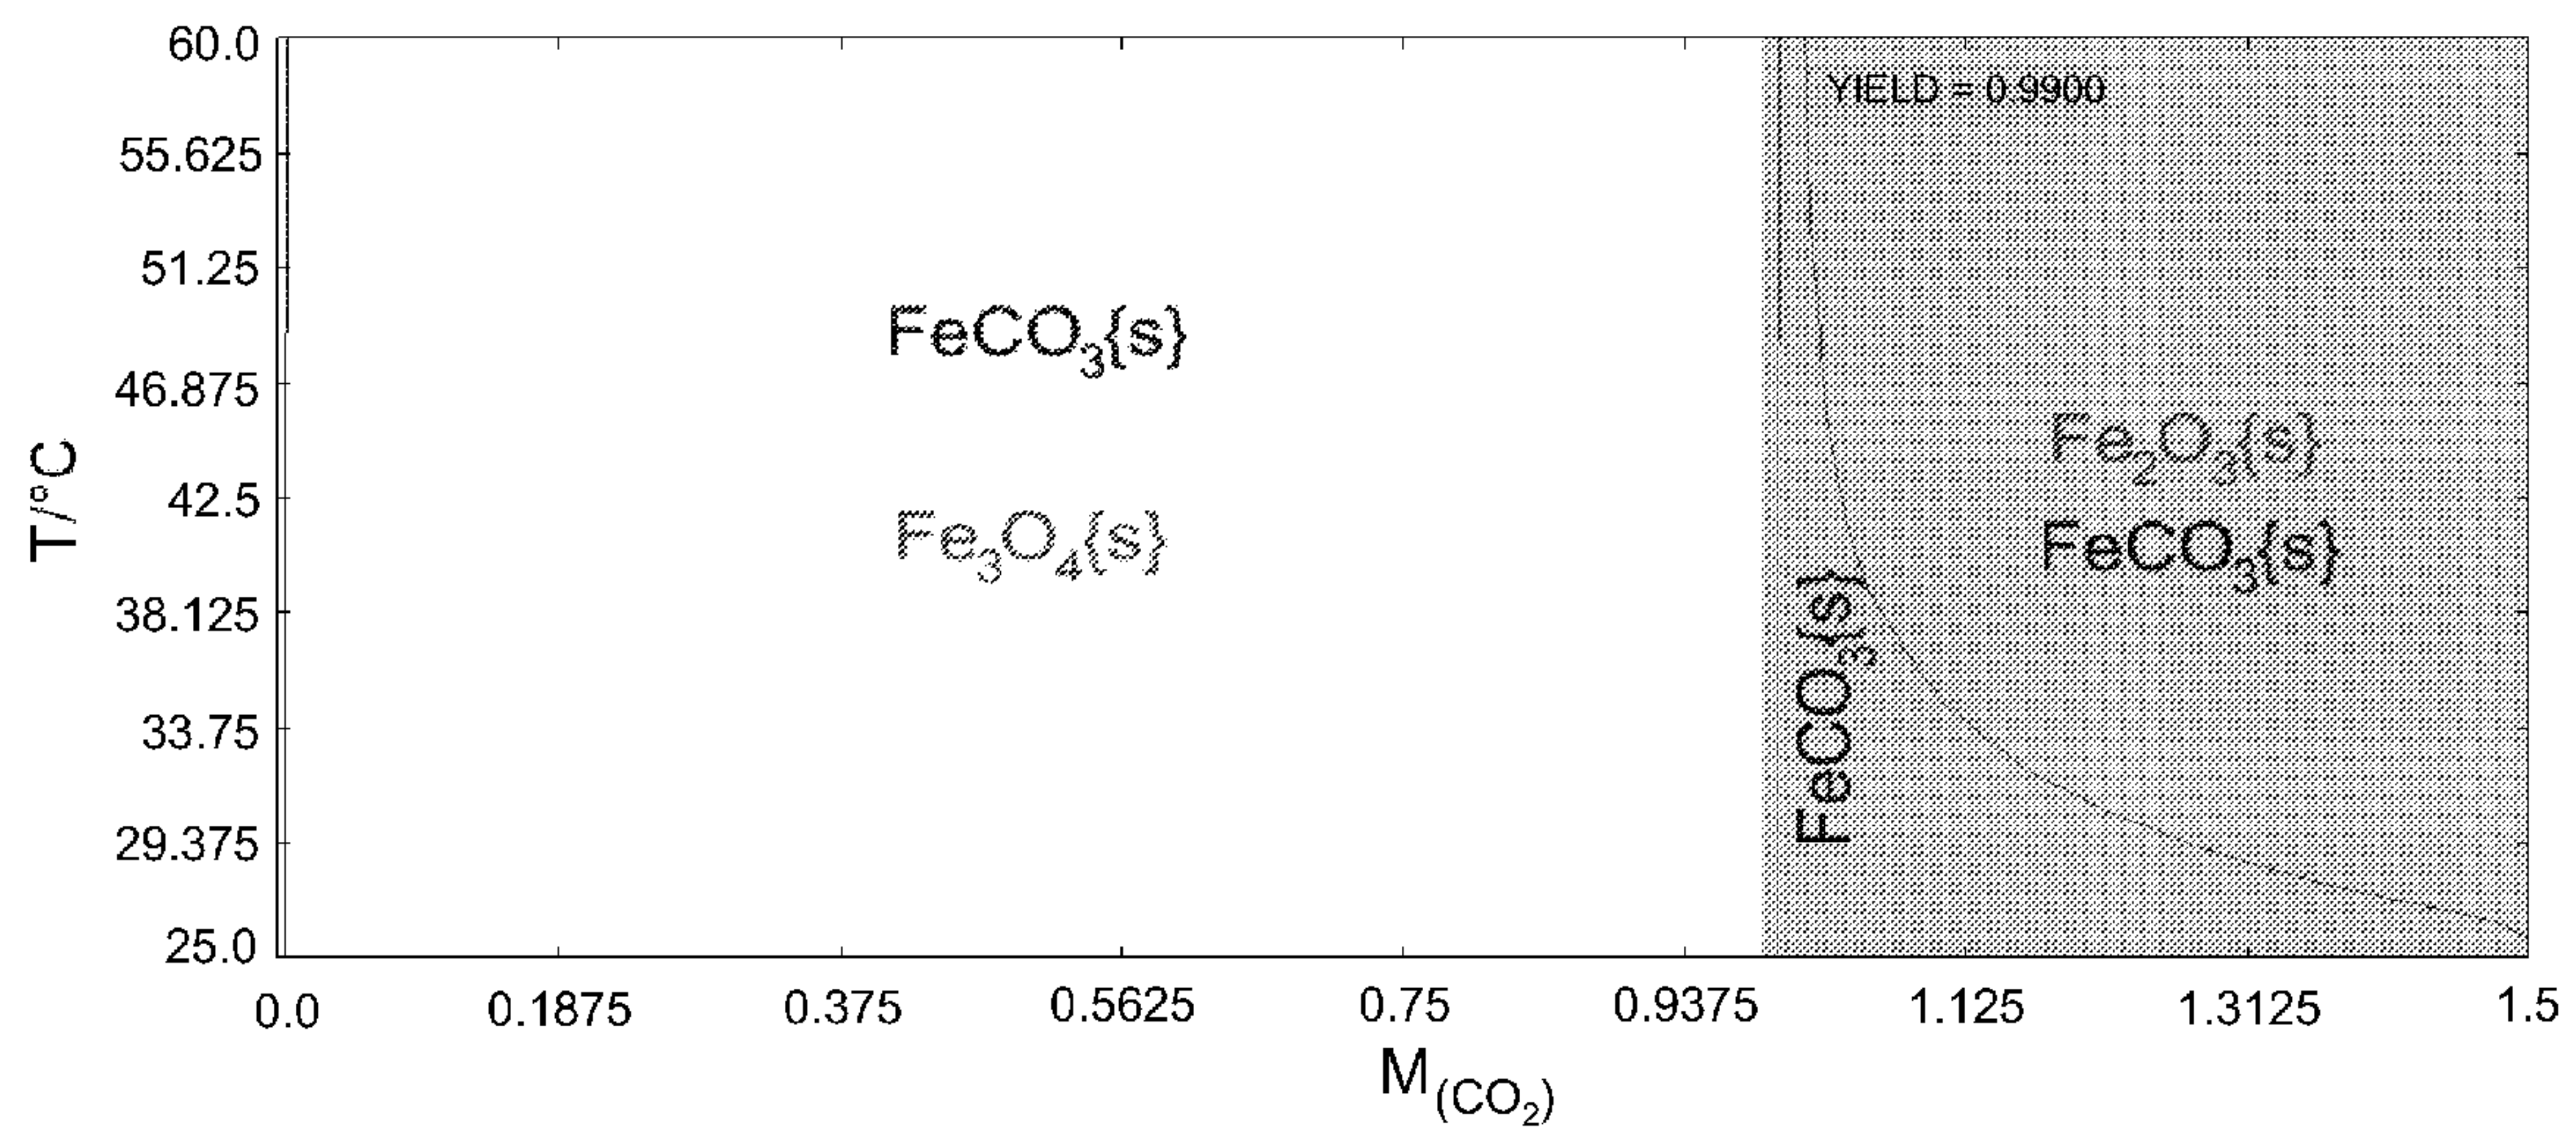 60.0
55.625
51.25
46.875
42.5
38.125
33.75
29.375
25.0
T/°C
YIELD = 0.9900
FeCO₃{s}
Fe₃O₄{s}
FeCO₃{s}
Fe₂O₃{s}
FeCO₃{s}
0.0 0.1875 0.375 0.5625 0.75 0.9375 1.125 1.3125 1.5
M(CO₂)